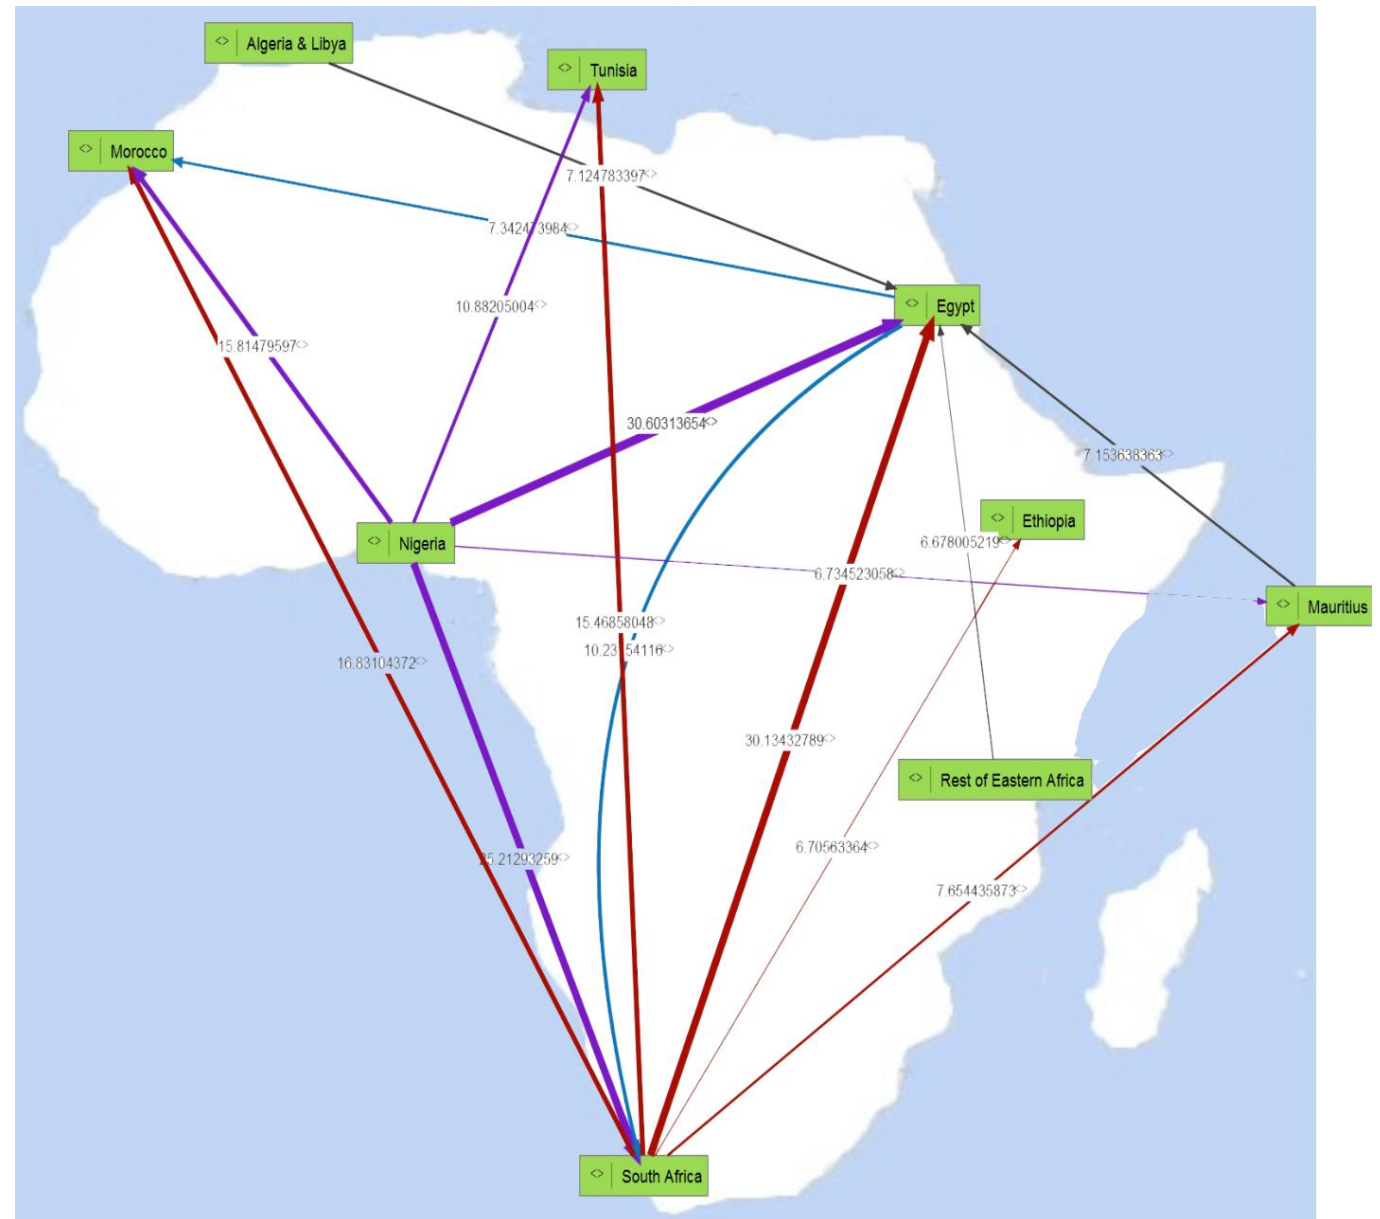 <> Algeria & Libya
<> Tunisia
<> Morocco
7.124783397<>
7.342473984<>
<> Egypt
10.88205004<>
15.81479597<>
30.60313654<>
7.153638363<>
<> Ethiopia
<> Nigeria
6.678005219<>
6.734523058<>
<> Mauritius
15.46858048<>
16.83104372<>
30.13432789<>
<> Rest of Eastern Africa
6.70563364<>
25.21293259<>
7.654435873<>
<> South Africa